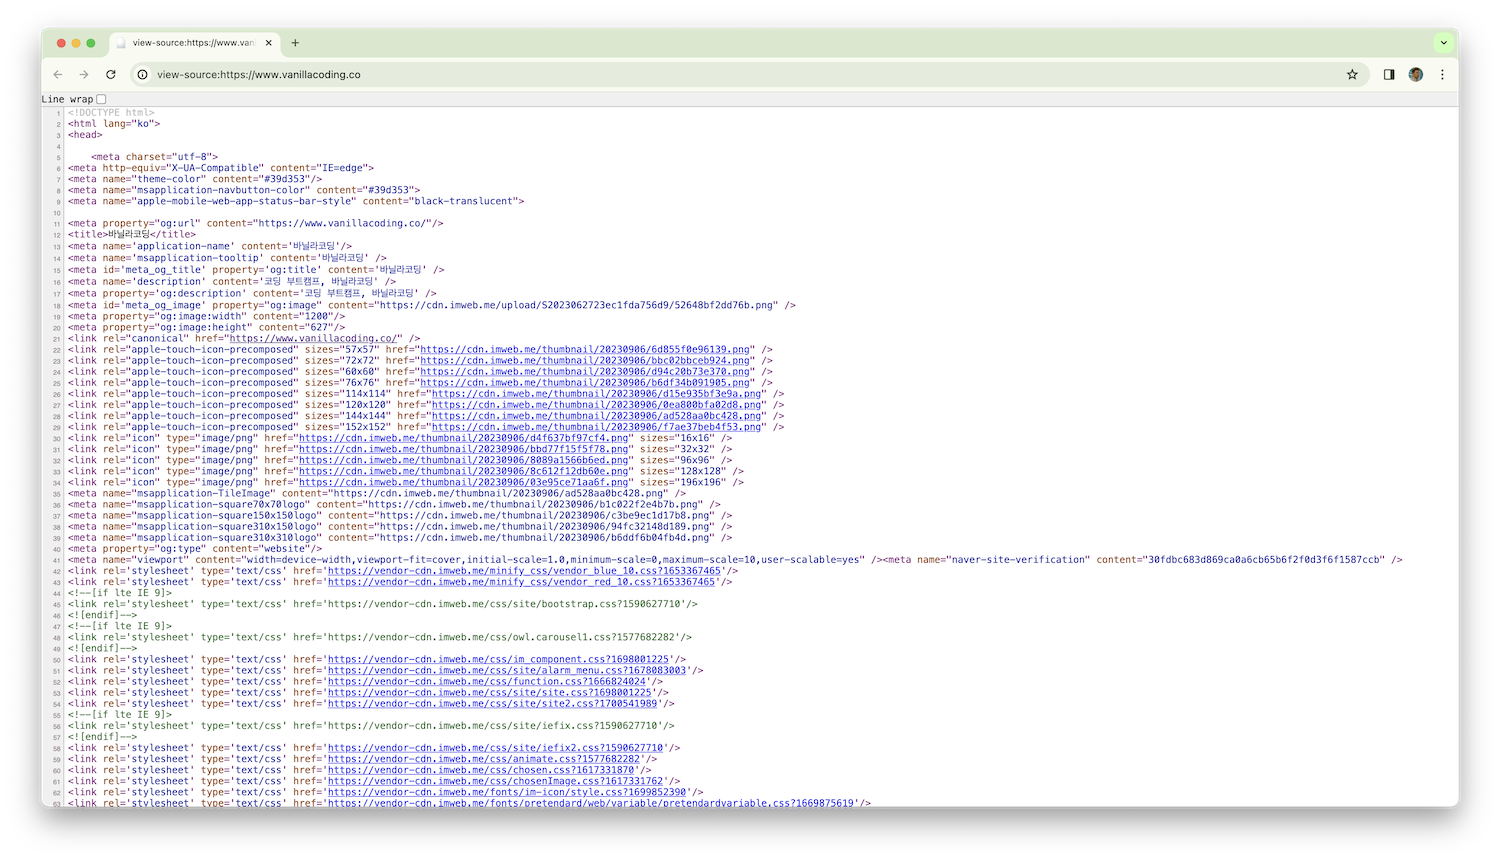 view-source:https://www.van
view-source:https://www.vanillacoding.co
Line wrap
1 <!DOCTYPE html>
2 <html lang="ko">
3 <head>
4
5 <meta charset="utf-8">
6 <meta http-equiv="X-UA-Compatible" content="IE=edge">
7 <meta name="theme-color" content="#39d353"/>
8 <meta name="msapplication-navbutton-color" content="#39d353">
9 <meta name="apple-mobile-web-app-status-bar-style" content="black-translucent">
10
11 <meta property="og:url" content="https://www.vanillacoding.co/"/>
12 <title>바닐라코딩</title>
13 <meta name='application-name' content='바닐라코딩'/>
14 <meta name='msapplication-tooltip' content='바닐라코딩' />
15 <meta id='meta_og_title' property='og:title' content='바닐라코딩' />
16 <meta name='description' content='코딩 부트캠프, 바닐라코딩' />
17 <meta property='og:description' content='코딩 부트캠프, 바닐라코딩' />
18 <meta id='meta_og_image' property="og:image" content="https://cdn.imweb.me/upload/S2023062723ec1fda756d9/52648bf2dd76b.png" />
19 <meta property="og:image:width" content="1200"/>
20 <meta property="og:image:height" content="627"/>
21 <link rel="canonical" href="https://www.vanillacoding.co/" />
22 <link rel="apple-touch-icon-precomposed" sizes="57x57" href="https://cdn.imweb.me/thumbnail/20230906/6d855f0e96139.png" />
23 <link rel="apple-touch-icon-precomposed" sizes="72x72" href="https://cdn.imweb.me/thumbnail/20230906/bbc02bbceb924.png" />
24 <link rel="apple-touch-icon-precomposed" sizes="60x60" href="https://cdn.imweb.me/thumbnail/20230906/d94c20b73e370.png" />
25 <link rel="apple-touch-icon-precomposed" sizes="76x76" href="https://cdn.imweb.me/thumbnail/20230906/b6df34b091905.png" />
26 <link rel="apple-touch-icon-precomposed" sizes="114x114" href="https://cdn.imweb.me/thumbnail/20230906/d15e935bf3e9a.png" />
27 <link rel="apple-touch-icon-precomposed" sizes="120x120" href="https://cdn.imweb.me/thumbnail/20230906/0ea800bfa02d8.png" />
28 <link rel="apple-touch-icon-precomposed" sizes="144x144" href="https://cdn.imweb.me/thumbnail/20230906/ad528aa0bc428.png" />
29 <link rel="apple-touch-icon-precomposed" sizes="152x152" href="https://cdn.imweb.me/thumbnail/20230906/f7ae37beb4f53.png" />
30 <link rel="icon" type="image/png" href="https://cdn.imweb.me/thumbnail/20230906/d4f637bf97cf4.png" sizes="16x16" />
31 <link rel="icon" type="image/png" href="https://cdn.imweb.me/thumbnail/20230906/bbd77f15f5f78.png" sizes="32x32" />
32 <link rel="icon" type="image/png" href="https://cdn.imweb.me/thumbnail/20230906/8089a1566b6ed.png" sizes="96x96" />
33 <link rel="icon" type="image/png" href="https://cdn.imweb.me/thumbnail/20230906/8c612f12db60e.png" sizes="128x128" />
34 <link rel="icon" type="image/png" href="https://cdn.imweb.me/thumbnail/20230906/03e95ce71aa6f.png" sizes="196x196" />
35 <meta name="msapplication-TileImage" content="https://cdn.imweb.me/thumbnail/20230906/ad528aa0bc428.png" />
36 <meta name="msapplication-square70x70logo" content="https://cdn.imweb.me/thumbnail/20230906/b1c022f2e4b7b.png" />
37 <meta name="msapplication-square150x150logo" content="https://cdn.imweb.me/thumbnail/20230906/c3be9ec1d17b8.png" />
38 <meta name="msapplication-square310x150logo" content="https://cdn.imweb.me/thumbnail/20230906/94fc32148d189.png" />
39 <meta name="msapplication-square310x310logo" content="https://cdn.imweb.me/thumbnail/20230906/b6ddf6b04fb4d.png" />
40 <meta property="og:type" content="website"/>
41 <meta name="viewport" content="width=device-width,viewport-fit=cover,initial-scale=1.0,minimum-scale=0,maximum-scale=10,user-scalable=yes" /><meta name="naver-site-verification" content="30fdbc683d869ca0a6cb65b6f2f0d3f6f1587ccb" />
42 <link rel='stylesheet' type='text/css' href='https://vendor-cdn.imweb.me/minify_css/vendor_blue_10.css?1653367465'/>
43 <link rel='stylesheet' type='text/css' href='https://vendor-cdn.imweb.me/minify_css/vendor_red_10.css?1653367465'/>
44 <!--[if lte IE 9]>
45 <link rel='stylesheet' type='text/css' href='https://vendor-cdn.imweb.me/css/site/bootstrap.css?1590627710'/>
46 <![endif]-->
47 <!--[if lte IE 9]>
48 <link rel='stylesheet' type='text/css' href='https://vendor-cdn.imweb.me/css/owl.carousel1.css?1577682282'/>
49 <![endif]-->
50 <link rel='stylesheet' type='text/css' href='https://vendor-cdn.imweb.me/css/im_component.css?1698001225'/>
51 <link rel='stylesheet' type='text/css' href='https://vendor-cdn.imweb.me/css/site/alarm_menu.css?1678083003'/>
52 <link rel='stylesheet' type='text/css' href='https://vendor-cdn.imweb.me/css/function.css?1666824024'/>
53 <link rel='stylesheet' type='text/css' href='https://vendor-cdn.imweb.me/css/site/site.css?1698001225'/>
54 <link rel='stylesheet' type='text/css' href='https://vendor-cdn.imweb.me/css/site/site2.css?1700541989'/>
55 <!--[if lte IE 9]>
56 <link rel='stylesheet' type='text/css' href='https://vendor-cdn.imweb.me/css/site/iefix.css?1590627710'/>
57 <![endif]-->
58 <link rel='stylesheet' type='text/css' href='https://vendor-cdn.imweb.me/css/site/iefix2.css?1590627710'/>
59 <link rel='stylesheet' type='text/css' href='https://vendor-cdn.imweb.me/css/animate.css?1577682282'/>
60 <link rel='stylesheet' type='text/css' href='https://vendor-cdn.imweb.me/css/chosen.css?1617331870'/>
61 <link rel='stylesheet' type='text/css' href='https://vendor-cdn.imweb.me/css/chosenImage.css?1617331762'/>
62 <link rel='stylesheet' type='text/css' href='https://vendor-cdn.imweb.me/fonts/im-icon/style.css?1699852390'/>
63 <link rel='stylesheet' type='text/css' href='https://vendor-cdn.imweb.me/fonts/pretendard/web/variable/pretendardvariable.css?1669875619'/>